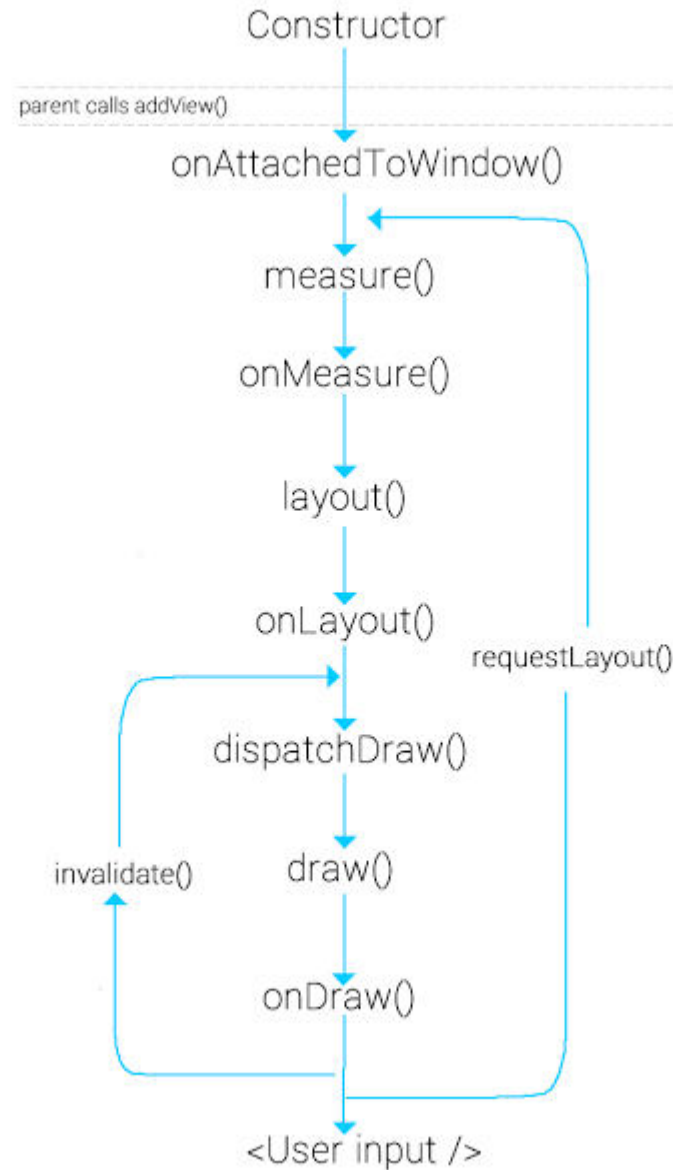 Constructor
parent calls addView()
onAttachedToWindow()
measure()
onMeasure()
layout()
onLayout()
requestLayout()
dispatchDraw()
invalidate()
draw()
onDraw()
<User input />